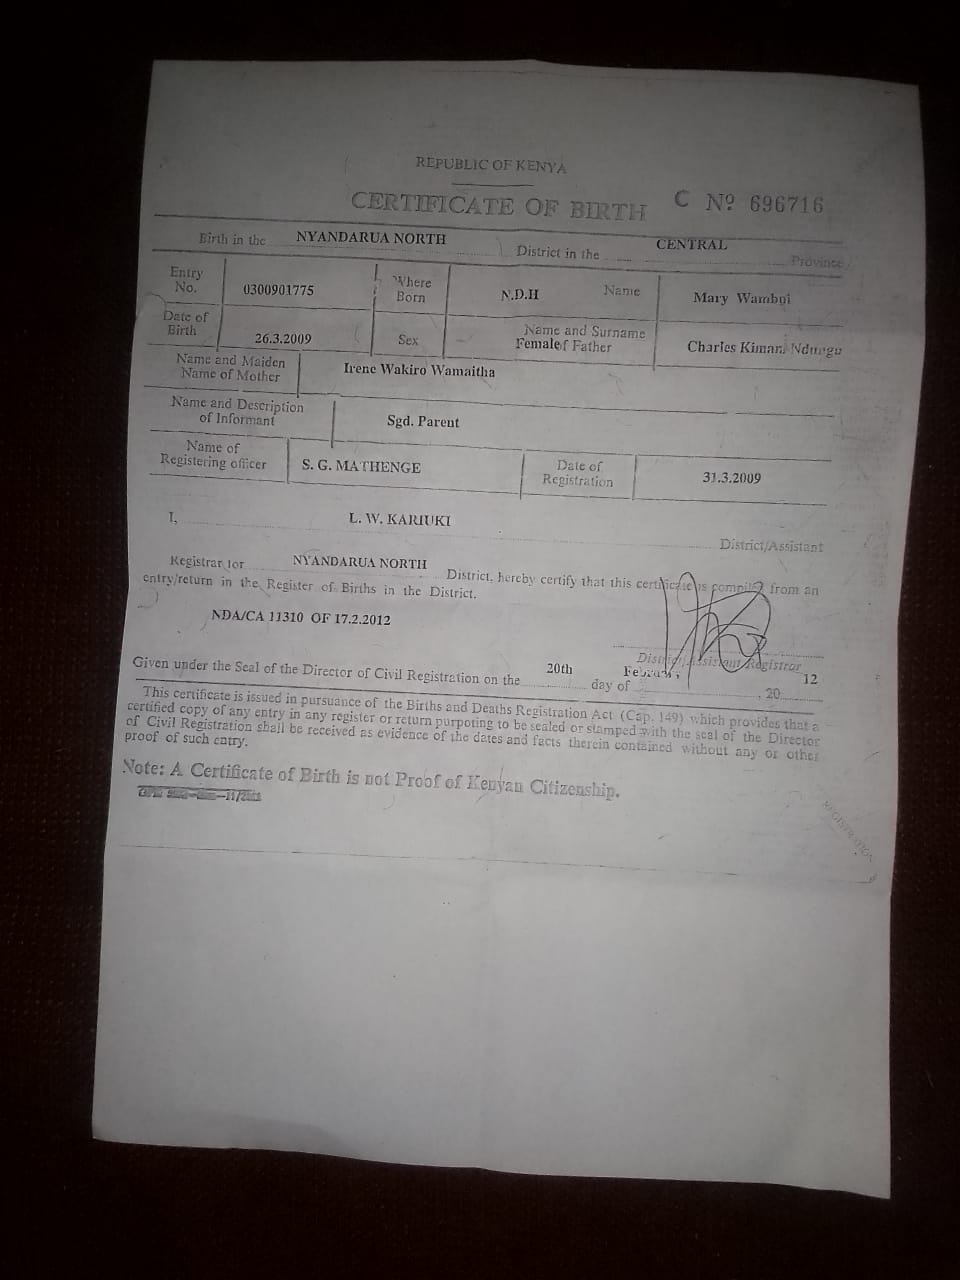 REPUBLIC OF KENYA
CERTIFICATE OF BIRTH C Nº 696716
Birth in the NYANDARUA NORTH District in the CENTRAL Province
Entry No. 0300901775 Where Born N.D.H Name Mary Wambui
Date of Birth 26.3.2009 Sex Female Name and Surname of Father Charles Kimani Ndungu
Name and Maiden Name of Mother Irene Wakiro Wamaitha
Name and Description of Informant Sgd. Parent
Name of Registering officer S. G. MATHENGE Date of Registration 31.3.2009
I, L. W. KARIUKI District/Assistant
Registrar for NYANDARUA NORTH District, hereby certify that this certificate is compiled from an
entry/return in the Register of Births in the District.
NDA/CA 11310 OF 17.2.2012
District/Assistant Registrar
Given under the Seal of the Director of Civil Registration on the 20th day of February, 2012
This certificate is issued in pursuance of the Births and Deaths Registration Act (Cap. 149) which provides that a
certified copy of any entry in any register or return purpoting to be sealed or stamped with the seal of the Director
of Civil Registration shall be received as evidence of the dates and facts therein contained without any or other
proof of such entry.
Note: A Certificate of Birth is not Proof of Kenyan Citizenship.
REGISTRATION